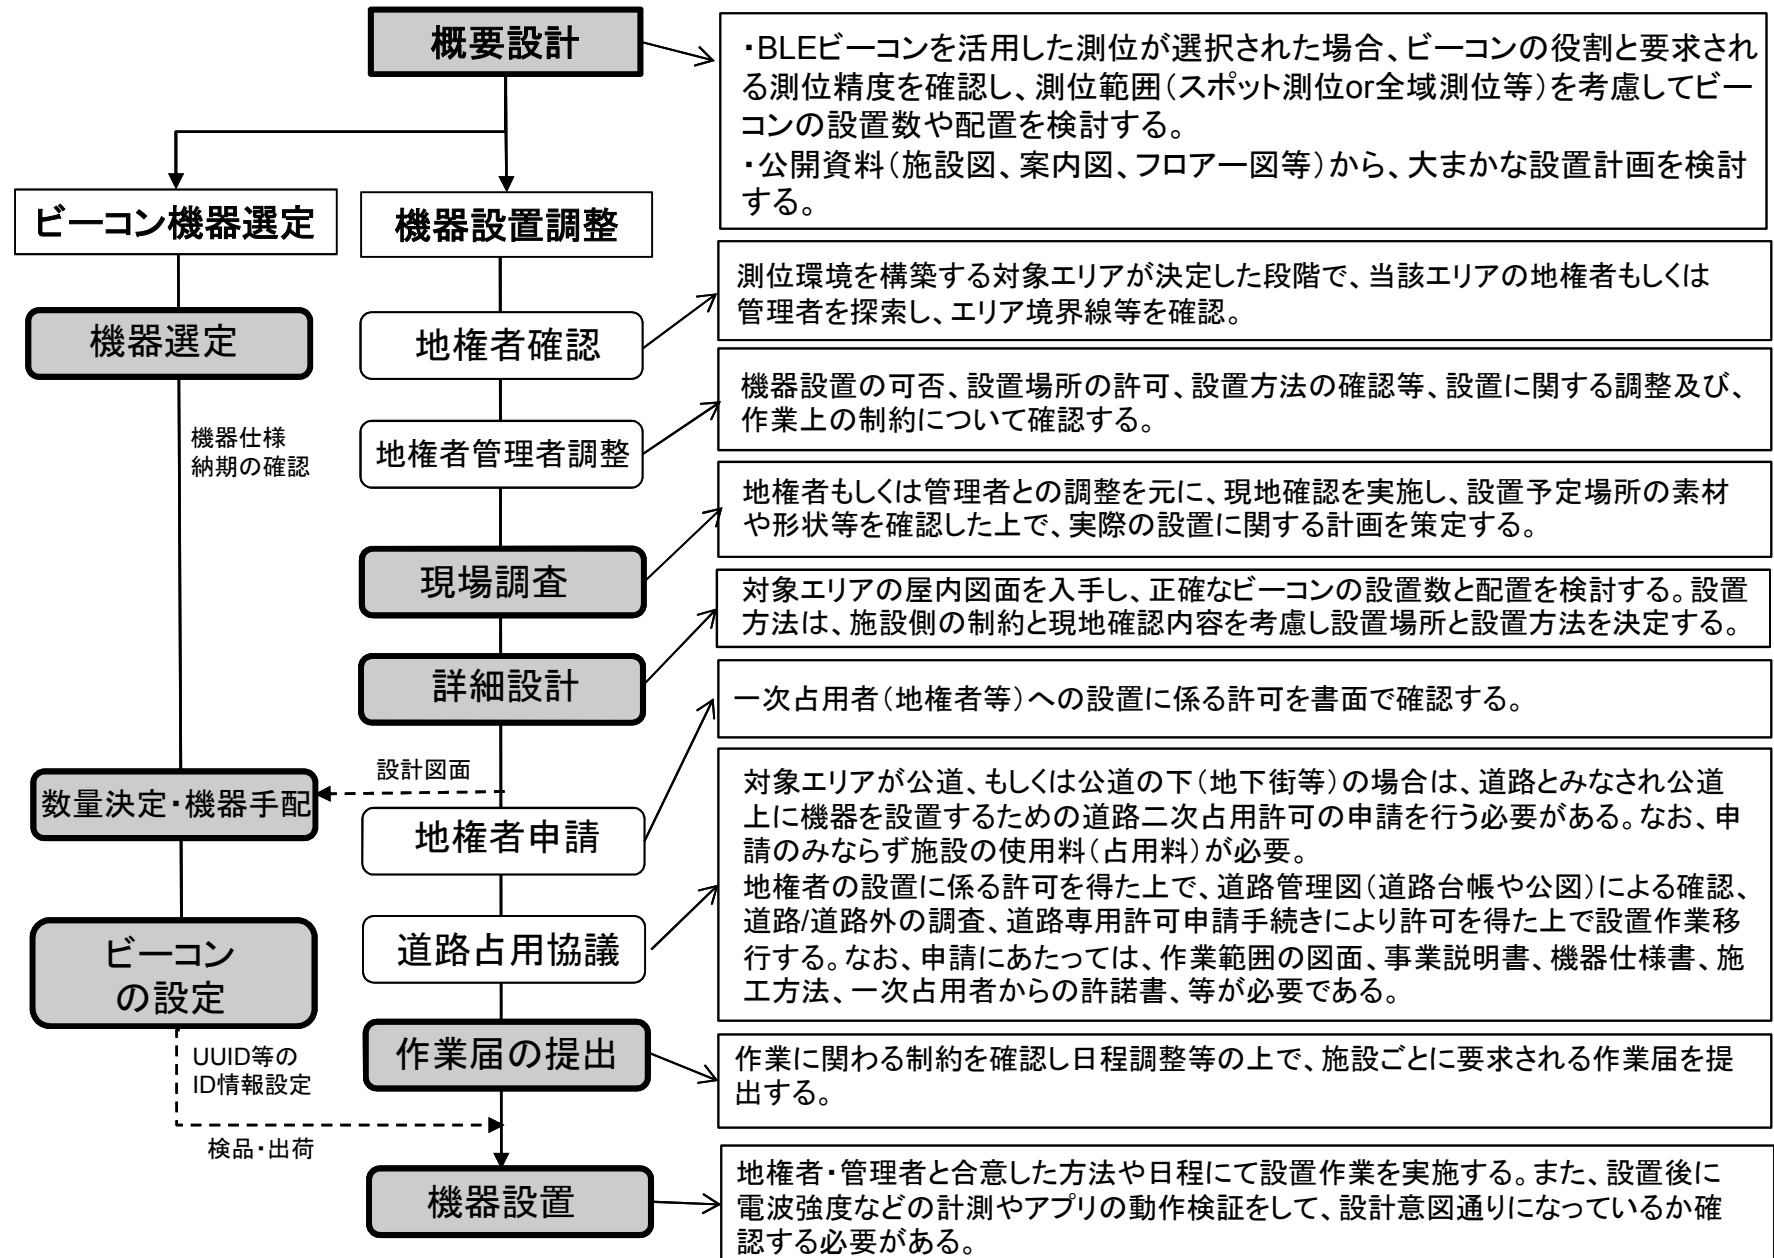 概要設計
・BLEビーコンを活用した測位が選択された場合、ビーコンの役割と要求され
る測位精度を確認し、測位範囲（スポット測位or全域測位等）を考慮してビー
コンの設置数や配置を検討する。
・公開資料（施設図、案内図、フロアー図等）から、大まかな設置計画を検討
する。
ビーコン機器選定
機器設置調整
機器選定
機器仕様
納期の確認
数量決定・機器手配
ビーコン
の設定
UUID等の
ID情報設定
検品・出荷
地権者確認
測位環境を構築する対象エリアが決定した段階で、当該エリアの地権者もしくは
管理者を探索し、エリア境界線等を確認。
地権者管理者調整
機器設置の可否、設置場所の許可、設置方法の確認等、設置に関する調整及び、
作業上の制約について確認する。
現場調査
地権者もしくは管理者との調整を元に、現地確認を実施し、設置予定場所の素材
や形状等を確認した上で、実際の設置に関する計画を策定する。
詳細設計
対象エリアの屋内図面を入手し、正確なビーコンの設置数と配置を検討する。設置
方法は、施設側の制約と現地確認内容を考慮し設置場所と設置方法を決定する。
設計図面
地権者申請
一次占用者（地権者等）への設置に係る許可を書面で確認する。
道路占用協議
対象エリアが公道、もしくは公道の下（地下街等）の場合は、道路とみなされ公道
上に機器を設置するための道路二次占用許可の申請を行う必要がある。なお、申
請のみならず施設の使用料（占用料）が必要。
地権者の設置に係る許可を得た上で、道路管理図（道路台帳や公図）による確認、
道路/道路外の調査、道路専用許可申請手続きにより許可を得た上で設置作業移
行する。なお、申請にあたっては、作業範囲の図面、事業説明書、機器仕様書、施
工方法、一次占用者からの許諾書、等が必要である。
作業届の提出
作業に関わる制約を確認し日程調整等の上で、施設ごとに要求される作業届を提
出する。
機器設置
地権者・管理者と合意した方法や日程にて設置作業を実施する。また、設置後に
電波強度などの計測やアプリの動作検証をして、設計意図通りになっているか確
認する必要がある。